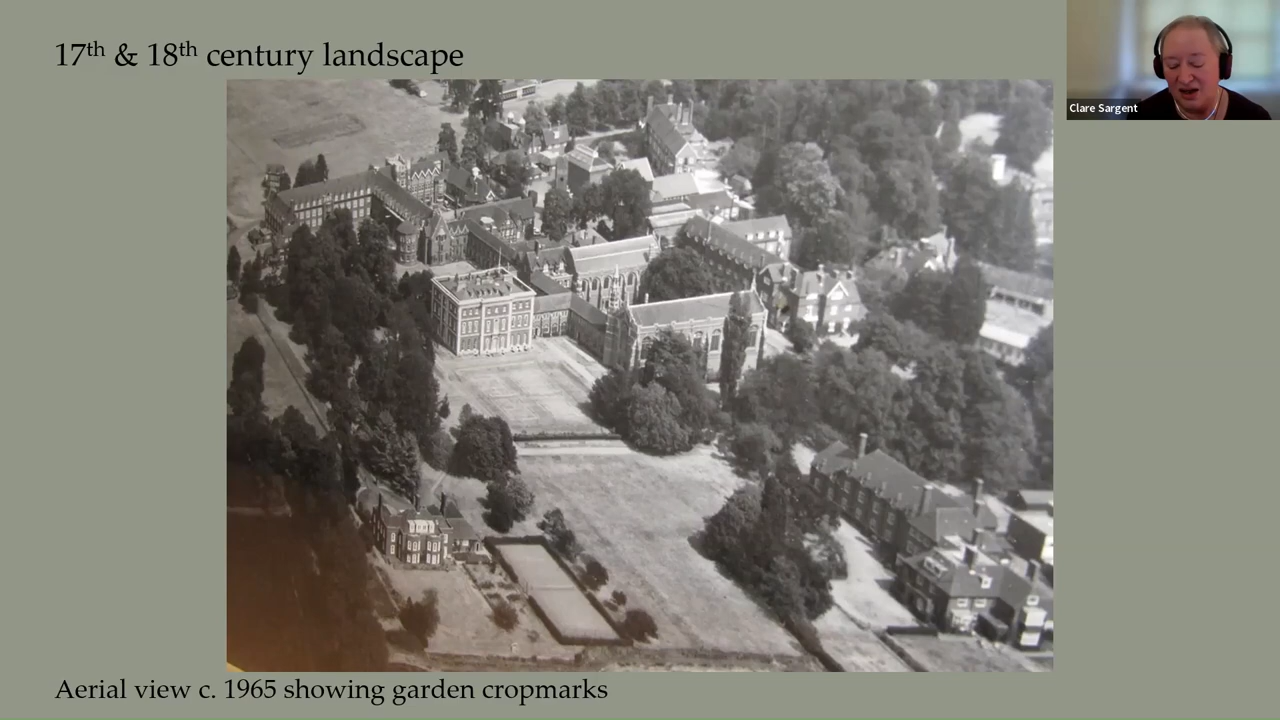 17th & 18th century landscape
Clare Sargent
Aerial view c. 1965 showing garden cropmarks